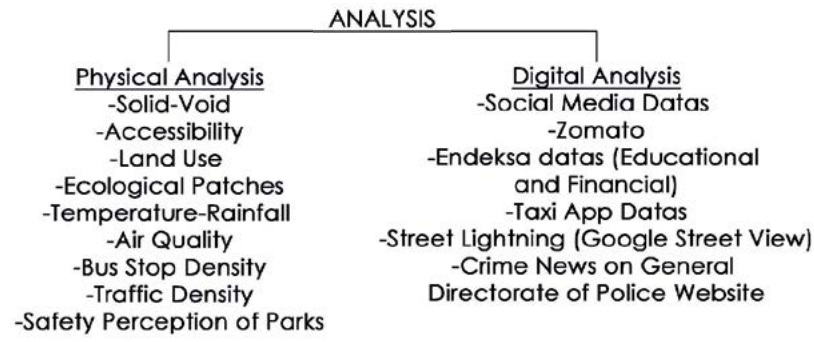 ANALYSIS
Physical Analysis
-Solid-Void
-Accessibility
-Land Use
-Ecological Patches
-Temperature-Rainfall
-Air Quality
-Bus Stop Density
-Traffic Density
-Safety Perception of Parks
Digital Analysis
-Social Media Datas
-Zomato
-Endeksa datas (Educational
and Financial)
-Taxi App Datas
-Street Lightning (Google Street View)
-Crime News on General
Directorate of Police Website